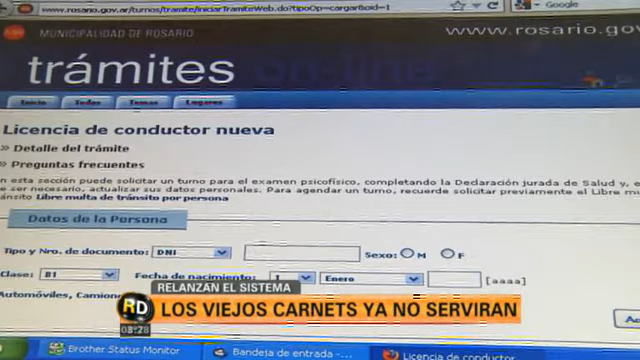 www.rosario.gov.ar/turnos/tramite/iniciarTramiteWeb.do?tipoOp=cargar&oid=1
Google
MUNICIPALIDAD DE ROSARIO
www.rosario.gov
trámites on-line
Inicio Todos Temas Lugares
Licencia de conductor nueva
» Detalle del trámite
» Preguntas frecuentes
En esta sección puede solicitar un turno para el examen psicofísico, completando la Declaración jurada de Salud y, e
e ser necesario, actualizar sus datos personales. Para agendar un turno, recuerde solicitar previamente el Libre mu
ánsito Libre multa de tránsito por persona
Datos de la Persona
Tipo y Nro. de documento: DNI Sexo: M F
Clase: B1 Fecha de nacimiento: 1 Enero [aaaa]
Automóviles, Camion
RELANZAN EL SISTEMA
RD LOS VIEJOS CARNETS YA NO SERVIRAN
08:28
Brother Status Monitor Bandeja de entrada - ... Licencia de conductor